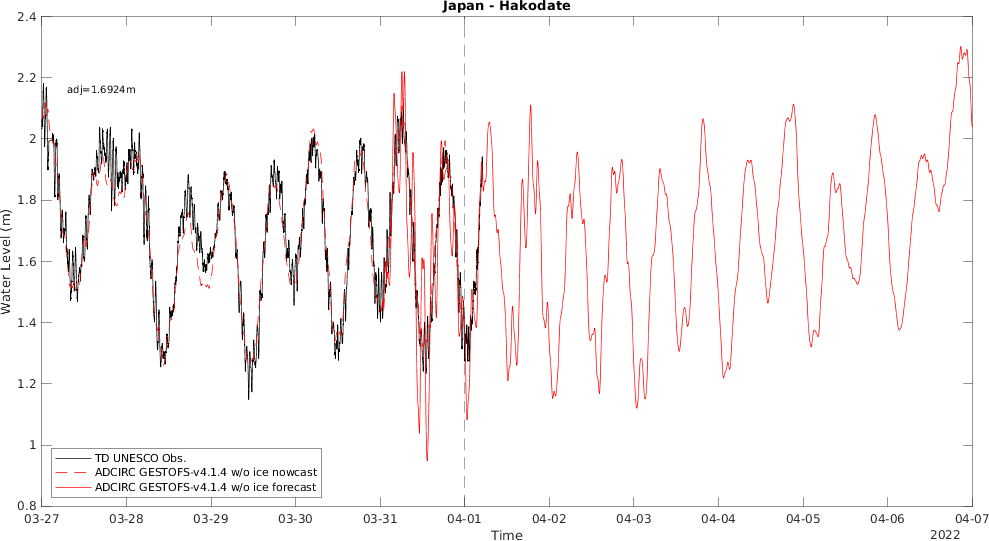 Japan - Hakodate
2.4
2.2
2
1.8
1.6
1.4
1.2
1
0.8
Water Level (m)
adj=1.6924m
TD UNESCO Obs.
ADCIRC GESTOFS-v4.1.4 w/o ice nowcast
ADCIRC GESTOFS-v4.1.4 w/o ice forecast
03-27 03-28 03-29 03-30 03-31 04-01 04-02 04-03 04-04 04-05 04-06 04-07
Time
2022